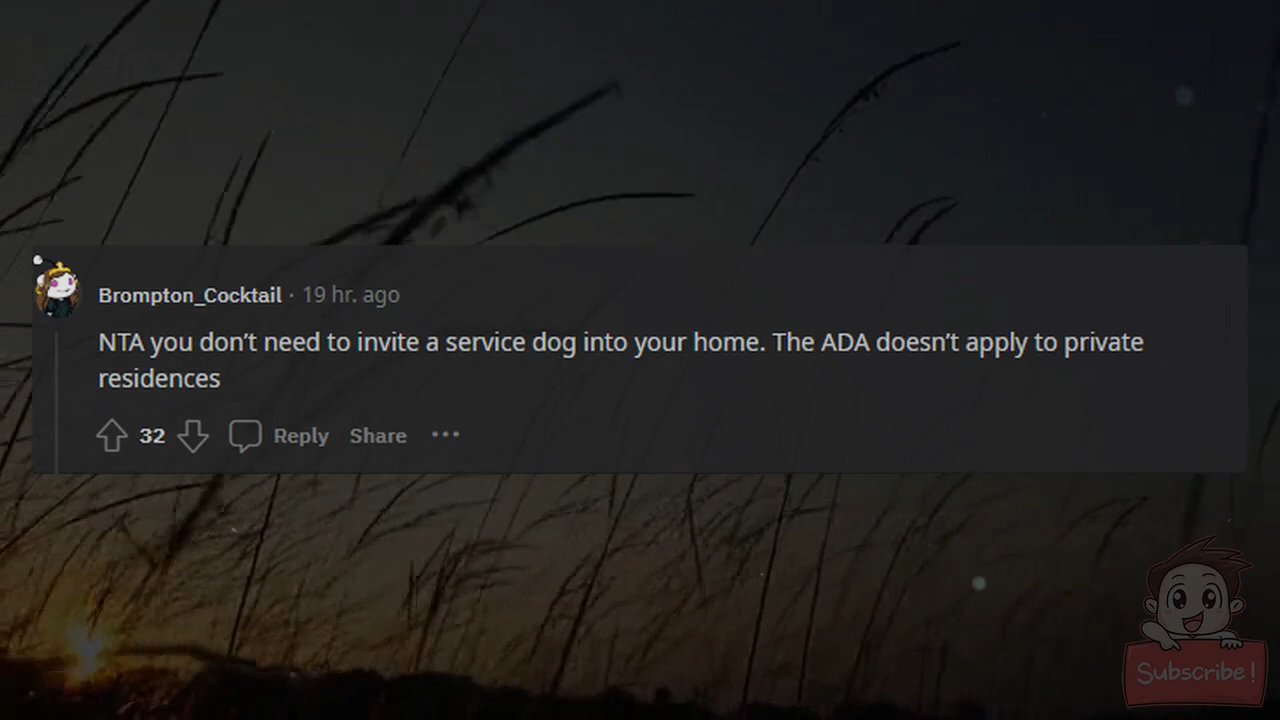 Brompton_Cocktail · 19 hr. ago
NTA you don’t need to invite a service dog into your home. The ADA doesn’t apply to private
residences
32 Reply Share ···
Subscribe!